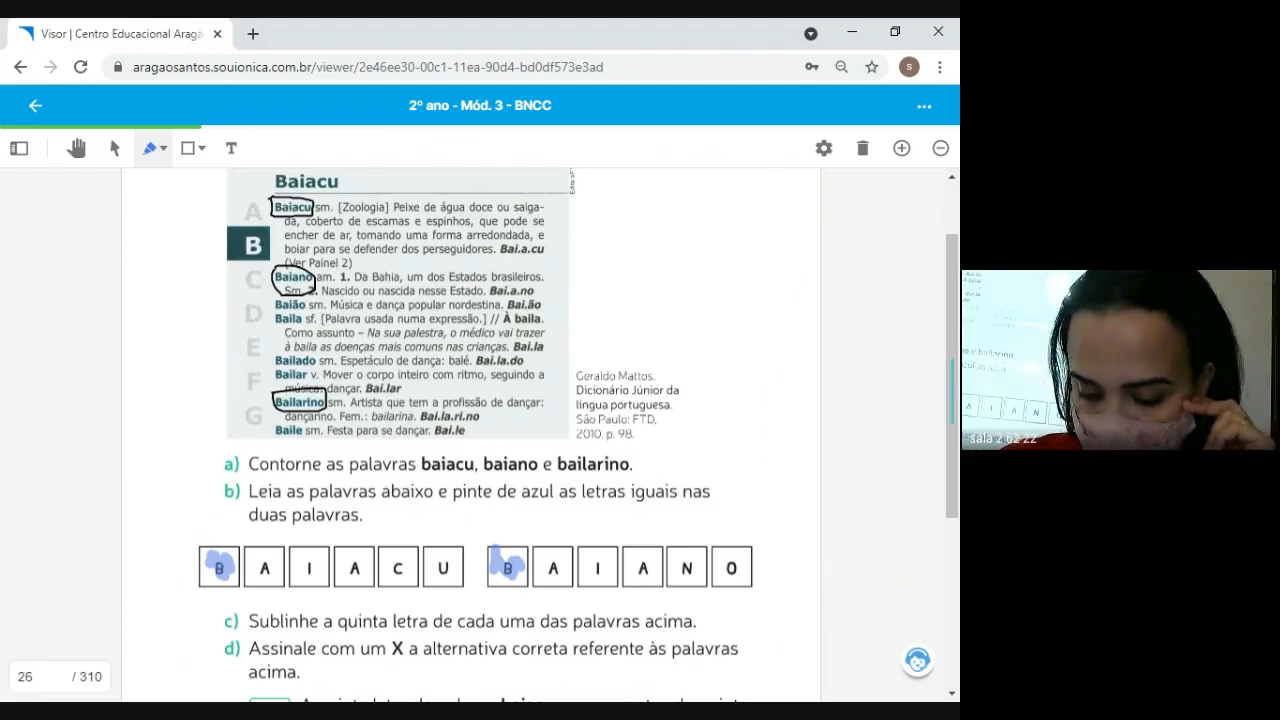 Visor | Centro Educacional Aragã
aragaosantos.souionica.com.br/viewer/2e46ee30-00c1-11ea-90d4-bd0df573e3ad
S
2º ano - Mód. 3 - BNCC
T
Baiacu
A
B
C
D
E
F
G
Baiacu sm. [Zoologia] Peixe de água doce ou salga-
da, coberto de escamas e espinhos, que pode se
encher de ar, tomando uma forma arredondada, e
boiar para se defender dos perseguidores. Bai.a.cu
(Ver Painel 2)
Baiano am. 1. Da Bahia, um dos Estados brasileiros.
Sm. 2. Nascido ou nascida nesse Estado. Bai.a.no
Baião sm. Música e dança popular nordestina. Bai.ão
Baila sf. [Palavra usada numa expressão.] // À baila.
Como assunto – Na sua palestra, o médico vai trazer
à baila as doenças mais comuns nas crianças. Bai.la
Bailado sm. Espetáculo de dança: balé. Bai.la.do
Bailar v. Mover o corpo inteiro com ritmo, seguindo a
música: dançar. Bai.lar
Bailarino sm. Artista que tem a profissão de dançar:
dançarino. Fem.: bailarina. Bai.la.ri.no
Baile sm. Festa para se dançar. Bai.le
Geraldo Mattos.
Dicionário Júnior da
língua portuguesa.
São Paulo: FTD,
2010. p. 98.
a) Contorne as palavras baiacu, baiano e bailarino.
b) Leia as palavras abaixo e pinte de azul as letras iguais nas
duas palavras.
B A I A C U B A I A N O
c) Sublinhe a quinta letra de cada uma das palavras acima.
d) Assinale com um X a alternativa correta referente às palavras
acima.
26 / 310
sala 2 62 22